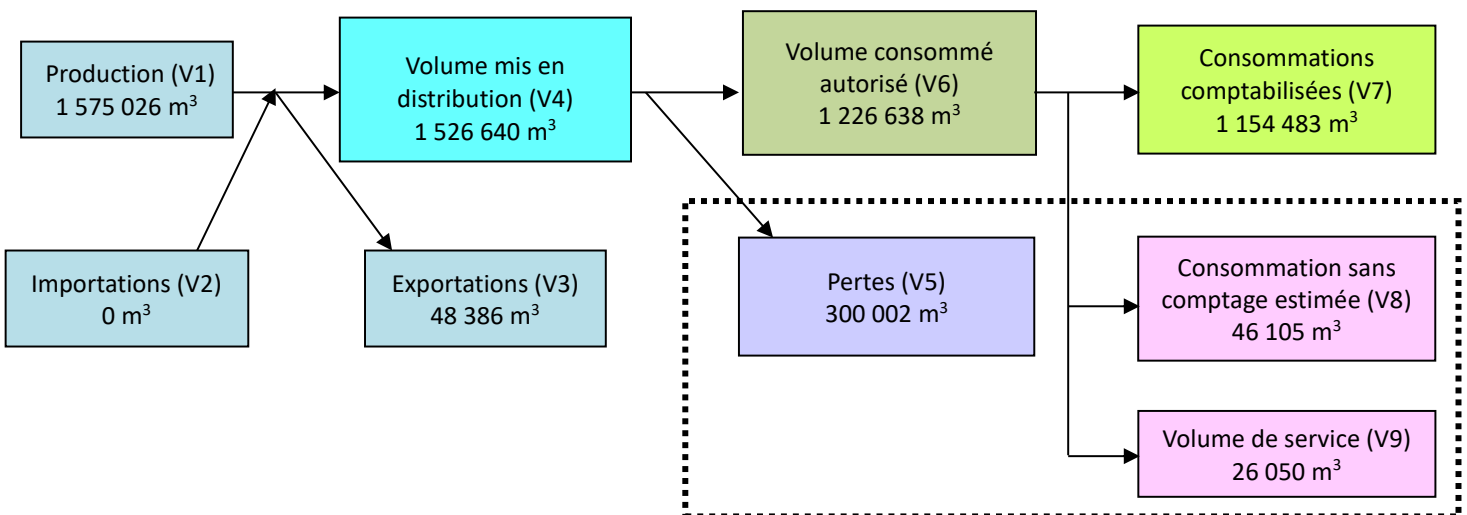 Production (V1)
1 575 026 m³
Volume mis en
distribution (V4)
1 526 640 m³
Volume consommé
autorisé (V6)
1 226 638 m³
Consommations
comptabilisées (V7)
1 154 483 m³
Importations (V2)
0 m³
Exportations (V3)
48 386 m³
Pertes (V5)
300 002 m³
Consommation sans
comptage estimée (V8)
46 105 m³
Volume de service (V9)
26 050 m³